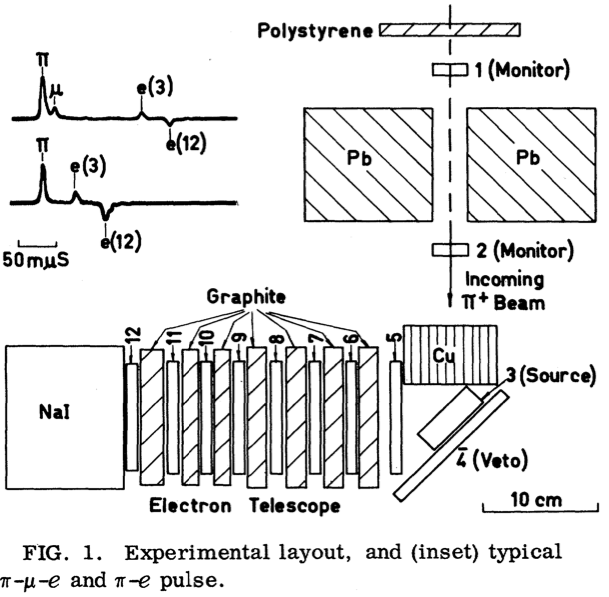 Polystyrene
1 (Monitor)
π
μ
e(3)
e(12)
Pb
Pb
π
e(3)
e(12)
50mμS
2 (Monitor)
Incoming
π+ Beam
Graphite
12
11
10
9
8
7
6
5
Cu
3 (Source)
NaI
4̄ (Veto)
Electron Telescope
10 cm
FIG. 1. Experimental layout, and (inset) typical
π-μ-e and π-e pulse.